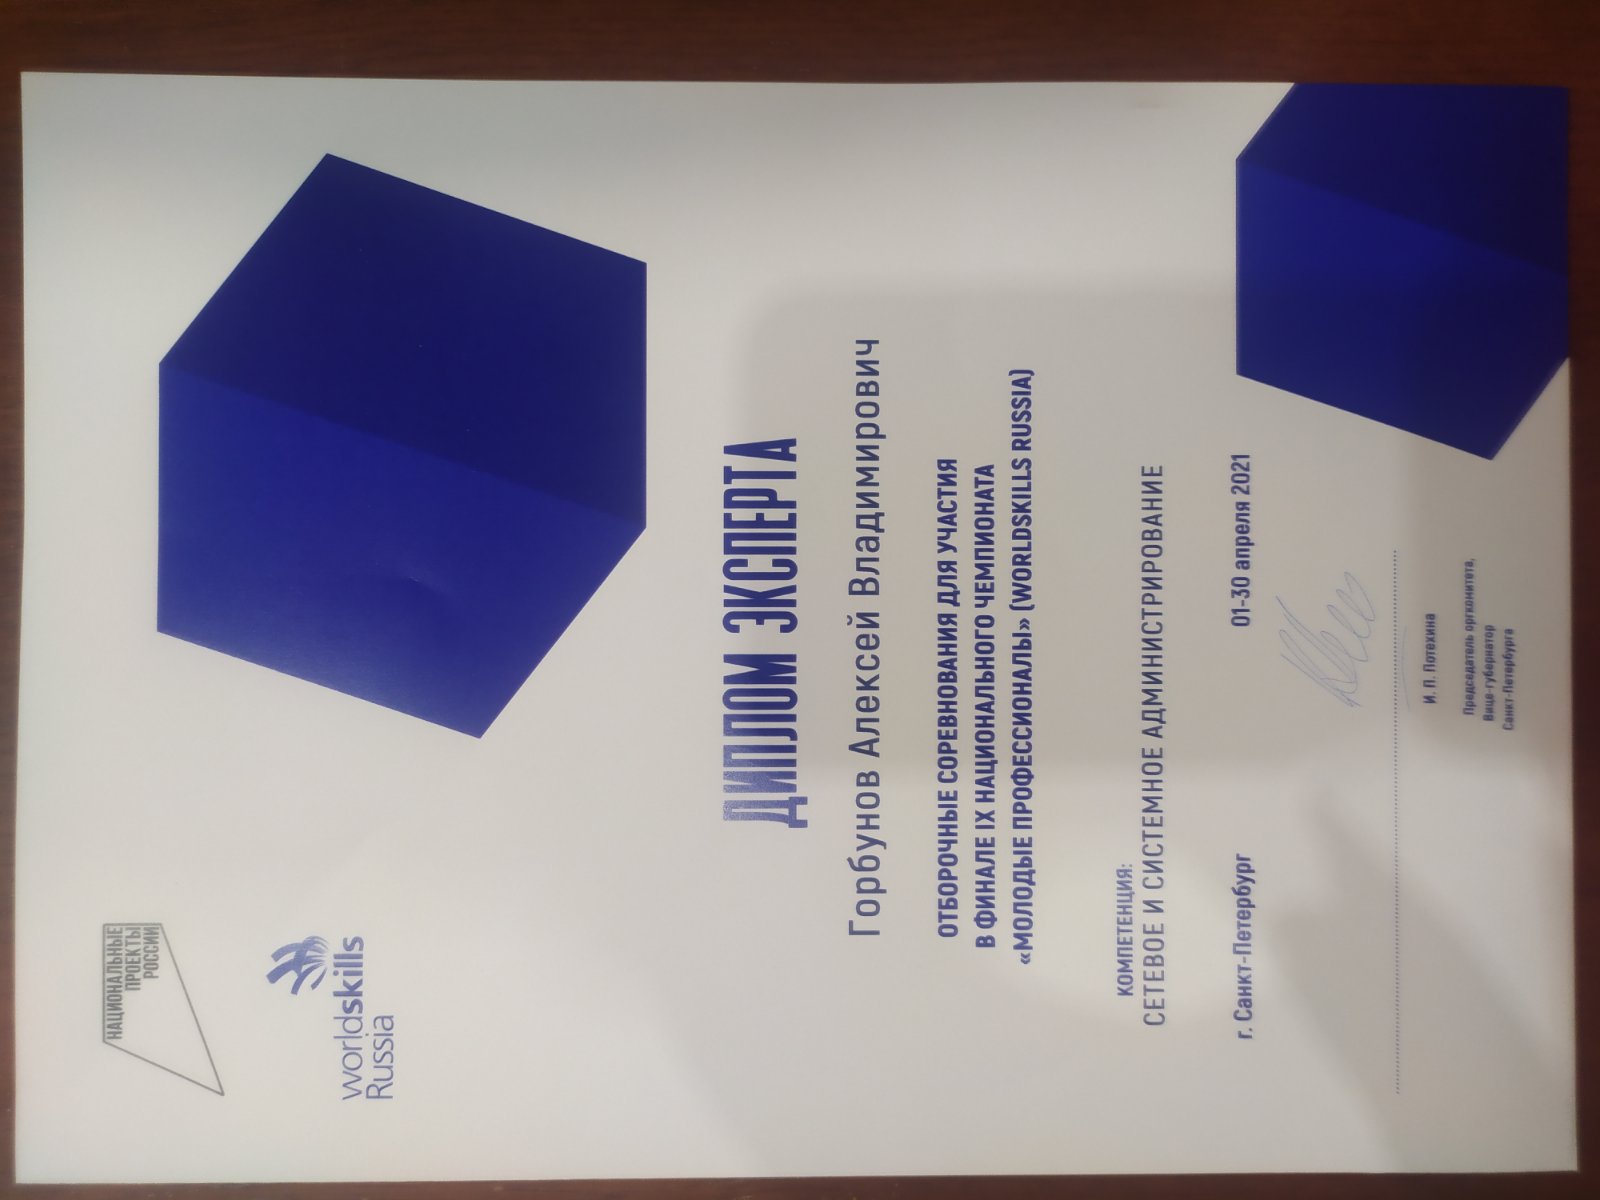 НАЦИОНАЛЬНЫЕ
ПРОЕКТЫ
РОССИИ
worldskills
Russia
ДИПЛОМ ЭКСПЕРТА
Горбунов Алексей Владимирович
ОТБОРОЧНЫЕ СОРЕВНОВАНИЯ ДЛЯ УЧАСТИЯ
В ФИНАЛЕ IX НАЦИОНАЛЬНОГО ЧЕМПИОНАТА
«МОЛОДЫЕ ПРОФЕССИОНАЛЫ» (WORLDSKILLS RUSSIA)
КОМПЕТЕНЦИЯ:
СЕТЕВОЕ И СИСТЕМНОЕ АДМИНИСТРИРОВАНИЕ
г. Санкт-Петербург 01-30 апреля 2021
И. П. Потехина
Председатель оргкомитета,
Вице-губернатор
Санкт-Петербурга